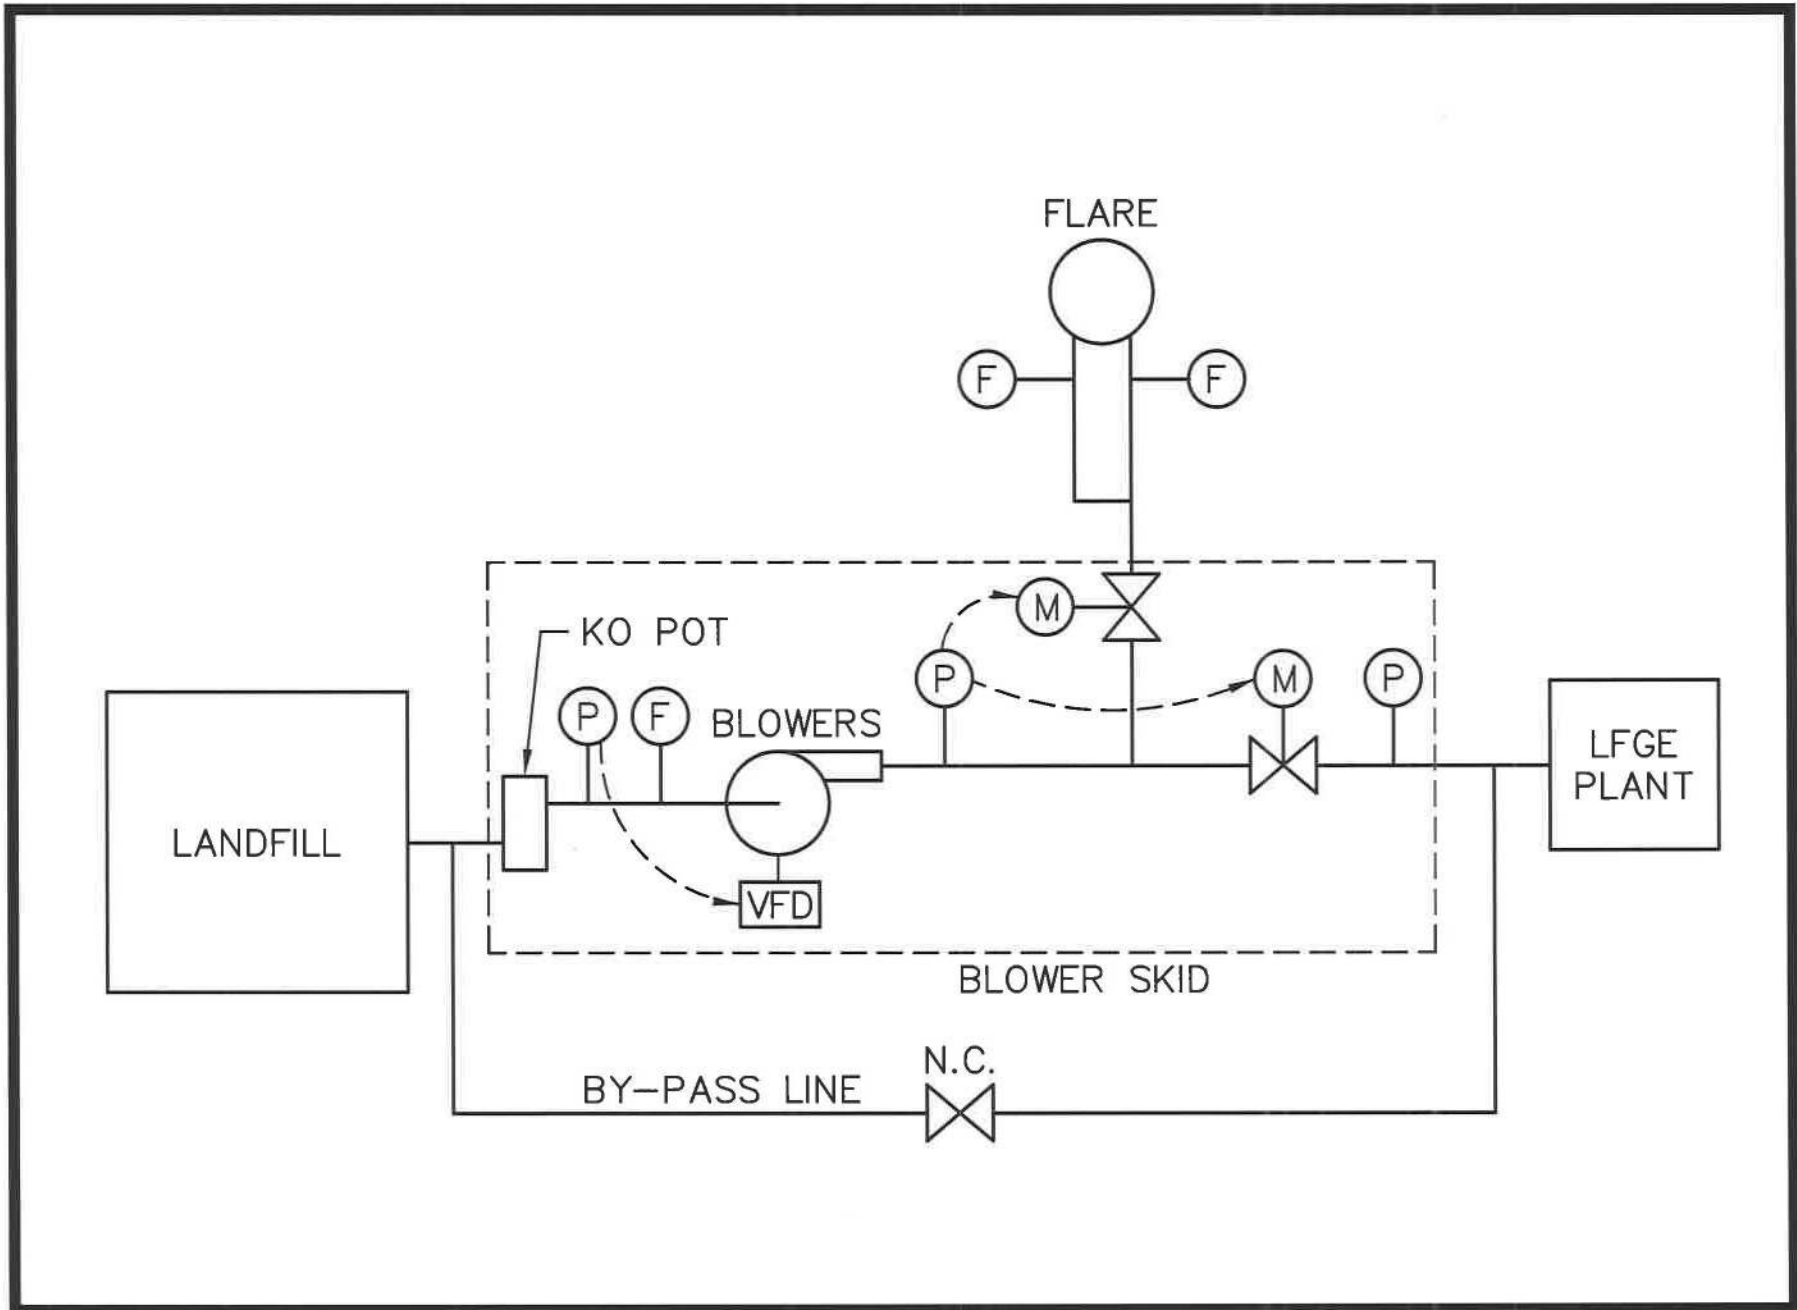 FLARE
F
F
KO POT
M
P
M
P
P
F
BLOWERS
LFGE
PLANT
LANDFILL
VFD
BLOWER SKID
N.C.
BY-PASS LINE